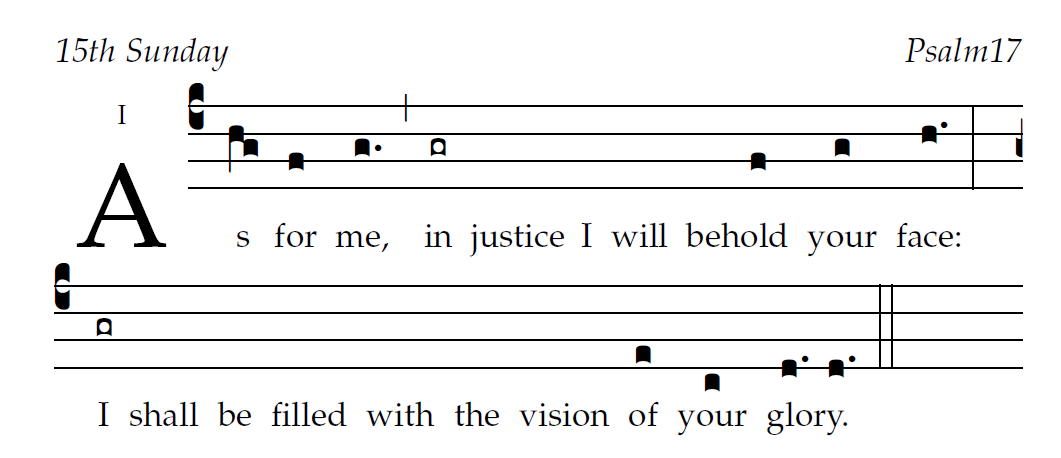 15th Sunday Psalm17
I
As for me, in justice I will behold your face:
I shall be filled with the vision of your glory.